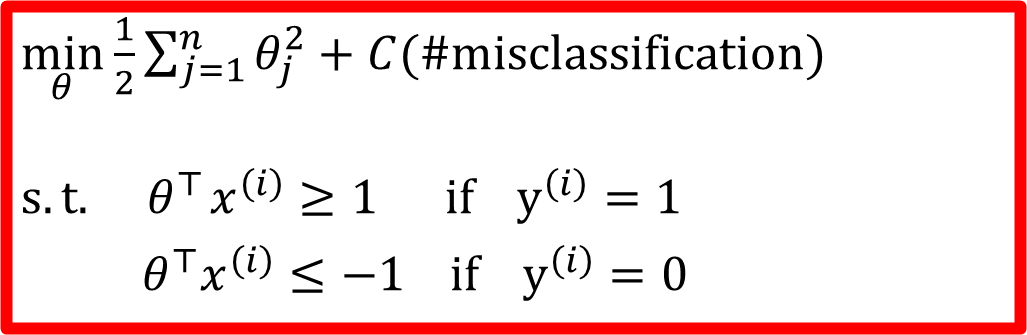 min_θ 1/2 ∑_{j=1}^{n} θ_j^2 + C(#misclassification)
s.t. θ^⊤ x^{(i)} ≥ 1 if y^{(i)} = 1
θ^⊤ x^{(i)} ≤ −1 if y^{(i)} = 0